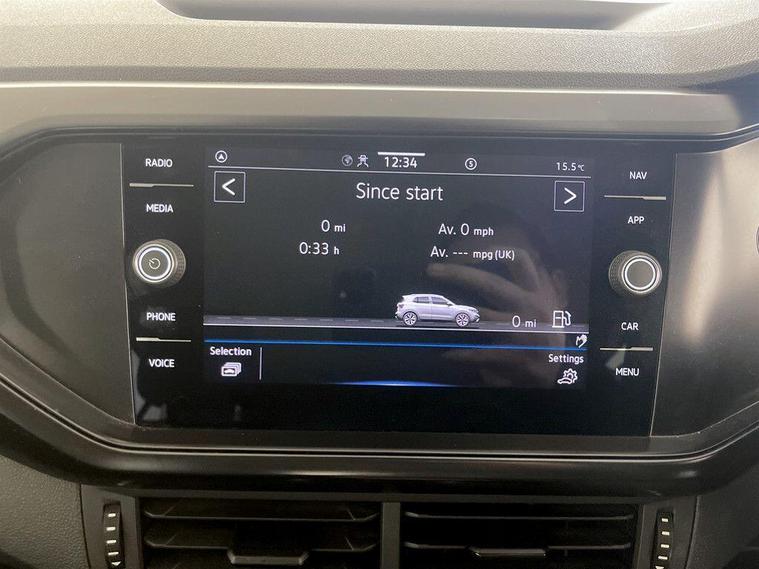 RADIO
MEDIA
PHONE
VOICE
12:34
S
15.5°C
Since start
0 mi
Av. 0 mph
0:33 h
Av. --- mpg (UK)
0 mi
Selection
Settings
NAV
APP
CAR
MENU